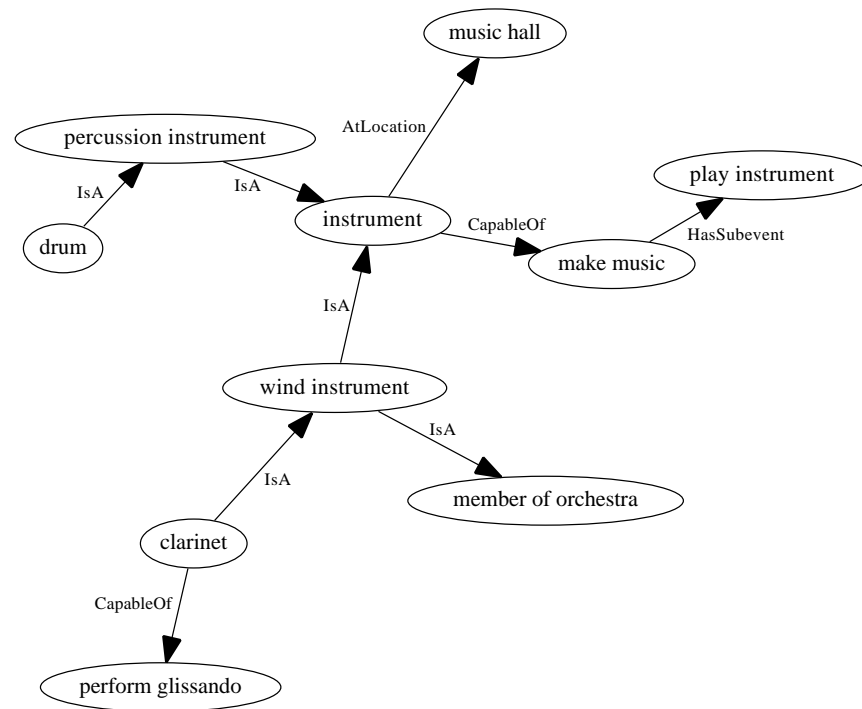 music hall
AtLocation
percussion instrument
IsA
IsA
play instrument
drum
instrument
CapableOf
HasSubevent
make music
IsA
wind instrument
IsA
IsA
member of orchestra
clarinet
CapableOf
perform glissando